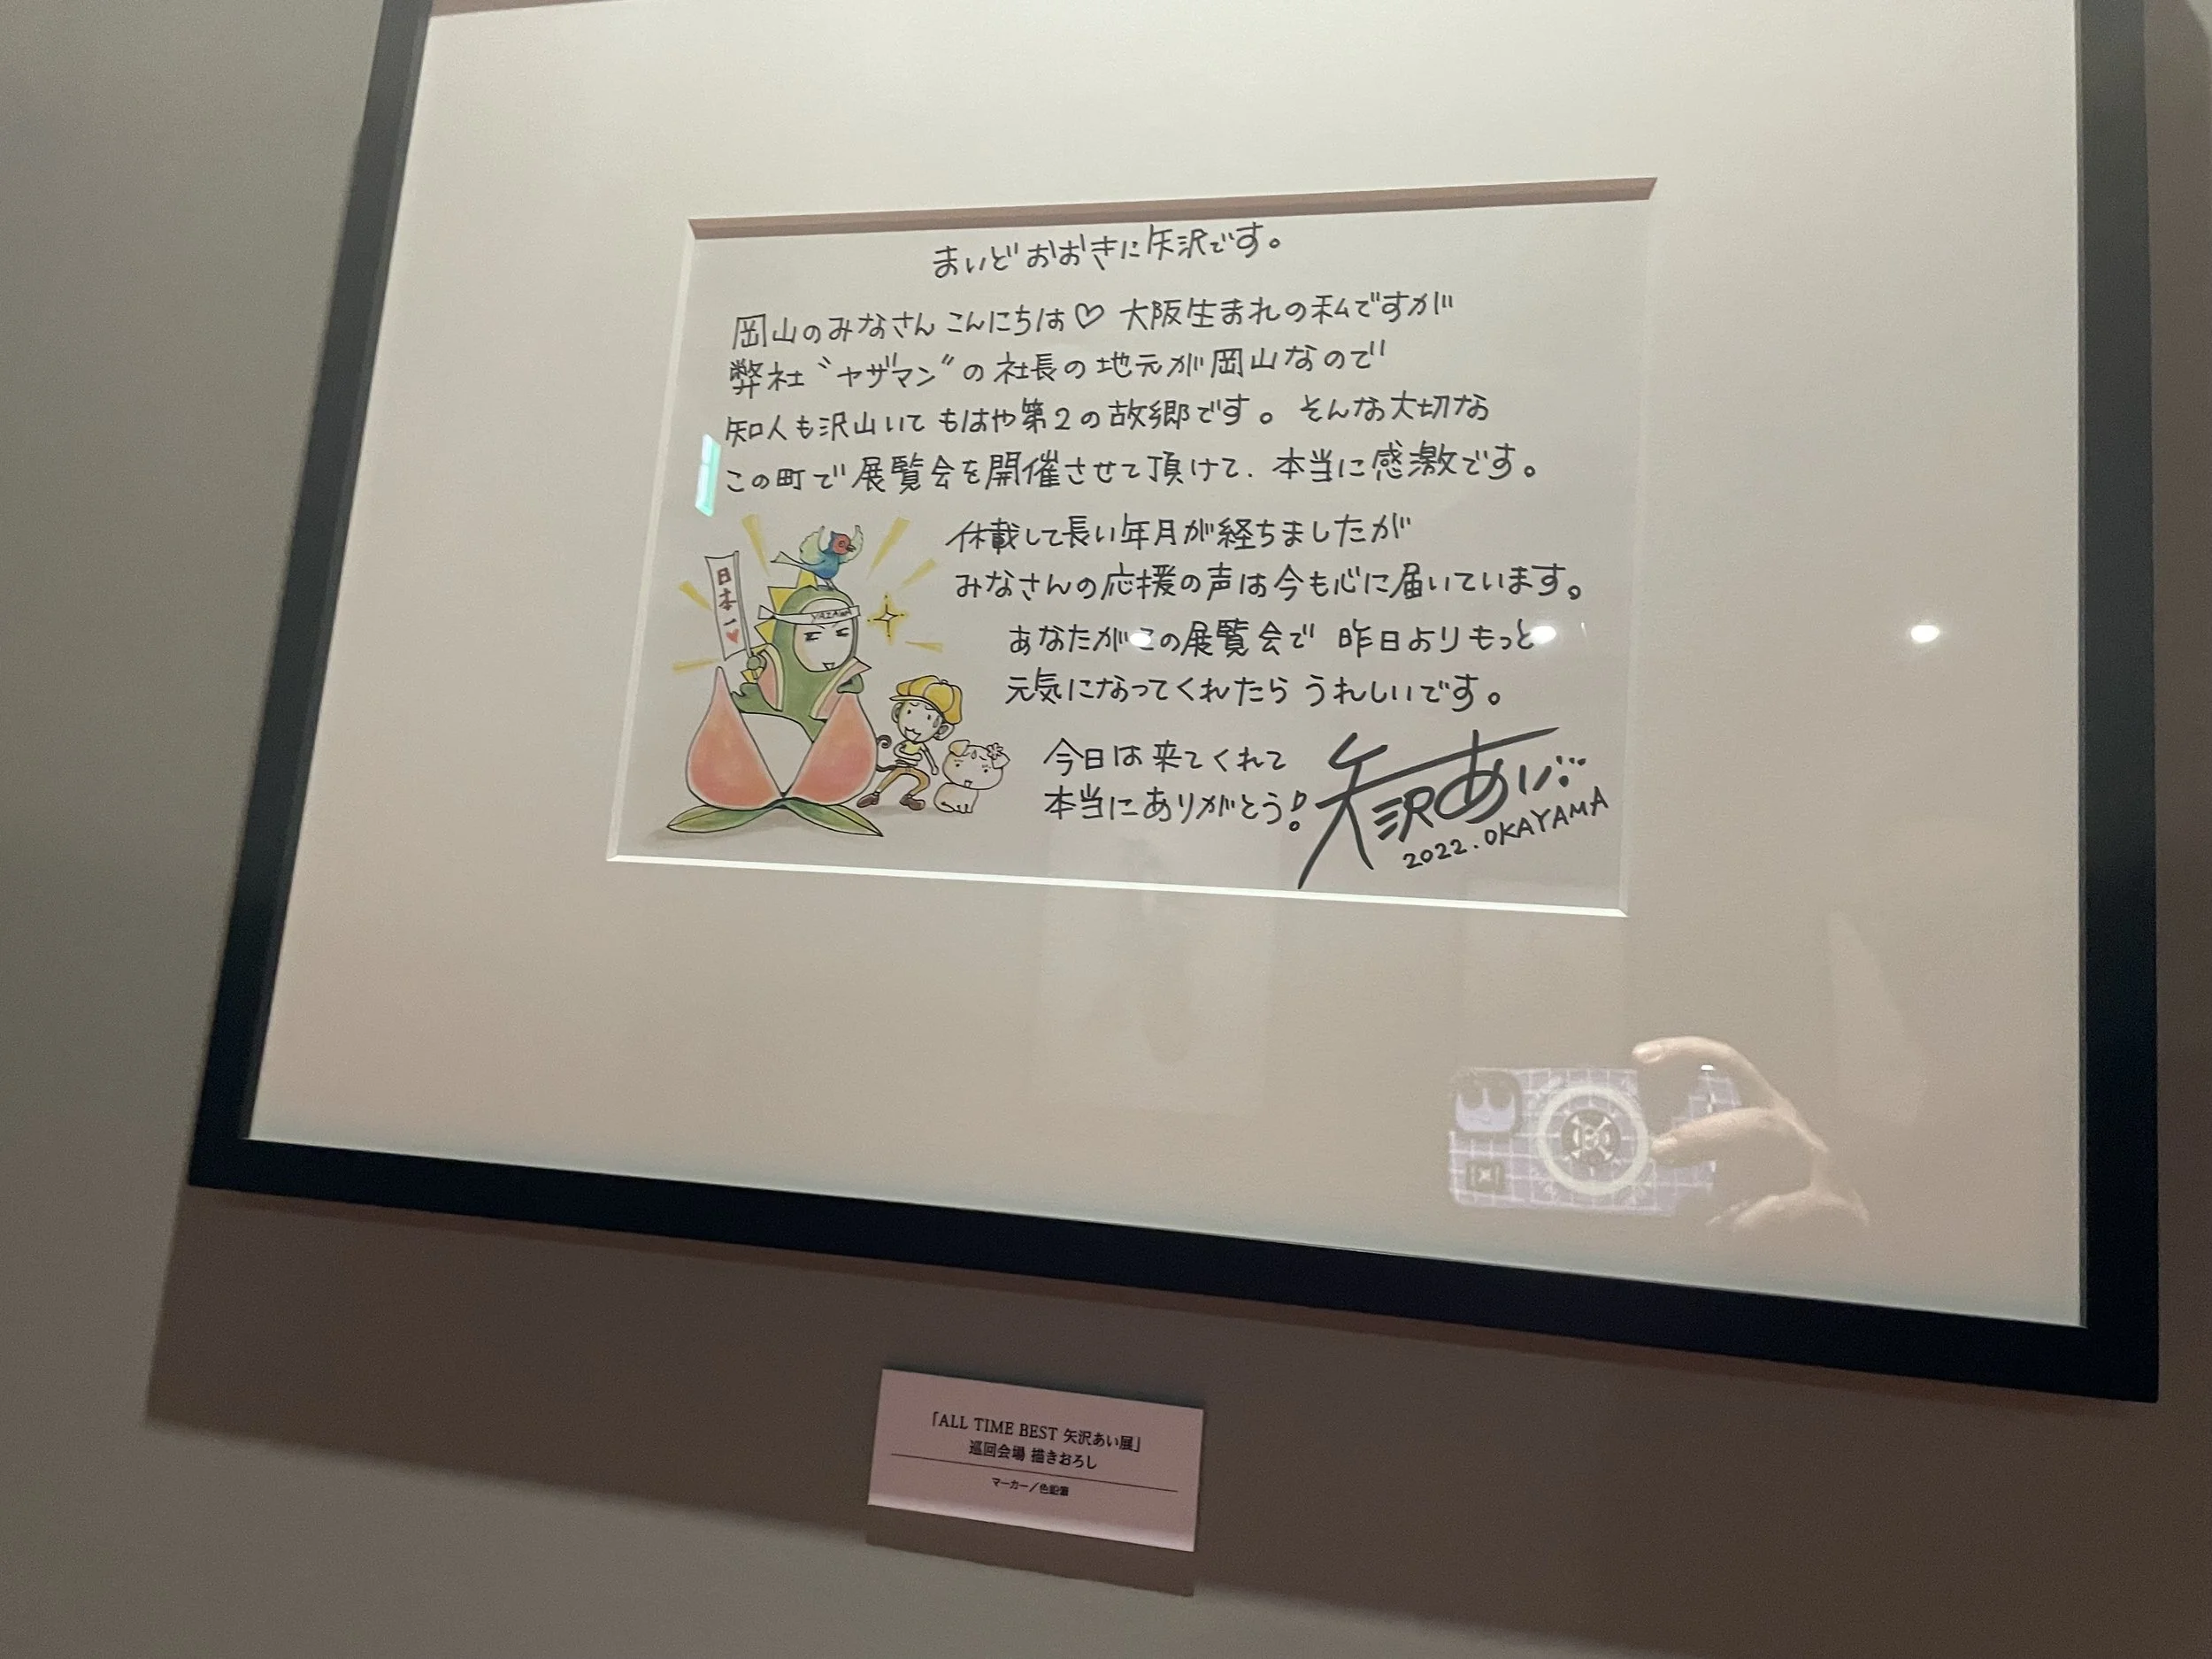 まいど おおきに 矢沢です。
岡山のみなさん こんにちは♡ 大阪生まれの私ですが
弊社〝ヤザマン〟の社長の地元が岡山なので
知人も沢山いて もはや第2の故郷です。 そんな大切な
この町で展覧会を開催させて頂けて、本当に感激です。
休載して長い年月が経ちましたが
みなさんの応援の声は今も心に届いています。
あなたがこの展覧会で 昨日よりもっと
元気になってくれたら うれしいです。
今日は来てくれて
本当にありがとう!
矢沢あい
2022.OKAYAMA
日本一♥
YAZAWA
「ALL TIME BEST 矢沢あい展」
巡回会場 描きおろし
マーカー/色鉛筆